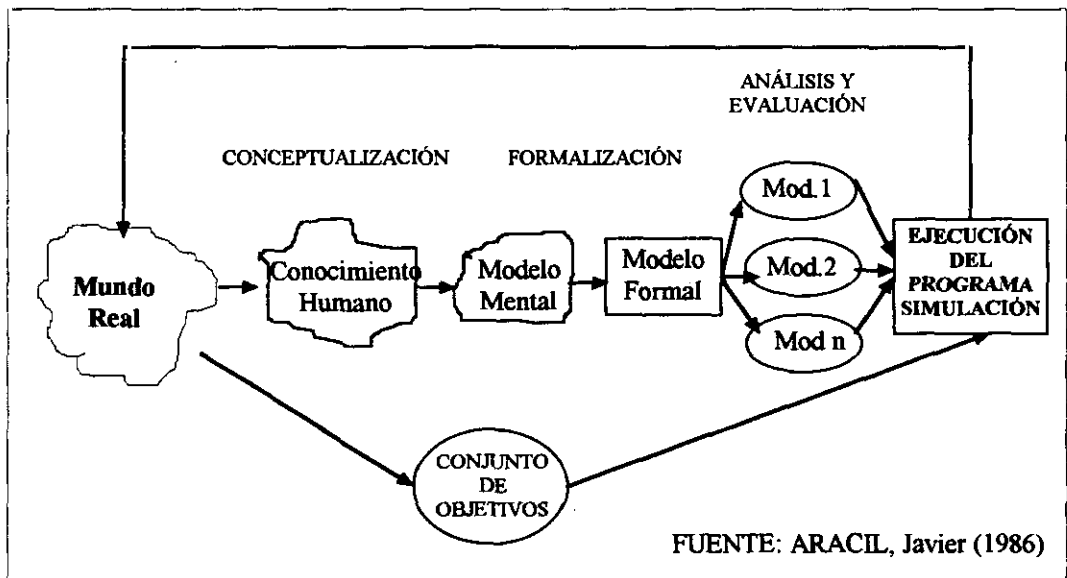 ANÁLISIS Y
EVALUACIÓN
CONCEPTUALIZACIÓN
FORMALIZACIÓN
Mundo
Real
Conocimiento
Humano
Modelo
Mental
Modelo
Formal
Mod.1
Mod.2
Mod n
EJECUCIÓN
DEL
PROGRAMA
SIMULACIÓN
CONJUNTO
DE
OBJETIVOS
FUENTE: ARACIL, Javier (1986)